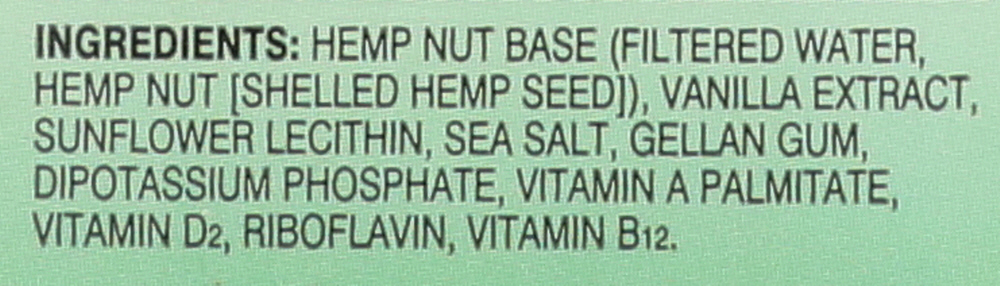 INGREDIENTS: HEMP NUT BASE (FILTERED WATER,
HEMP NUT [SHELLED HEMP SEED]), VANILLA EXTRACT,
SUNFLOWER LECITHIN, SEA SALT, GELLAN GUM,
DIPOTASSIUM PHOSPHATE, VITAMIN A PALMITATE,
VITAMIN D2, RIBOFLAVIN, VITAMIN B12.